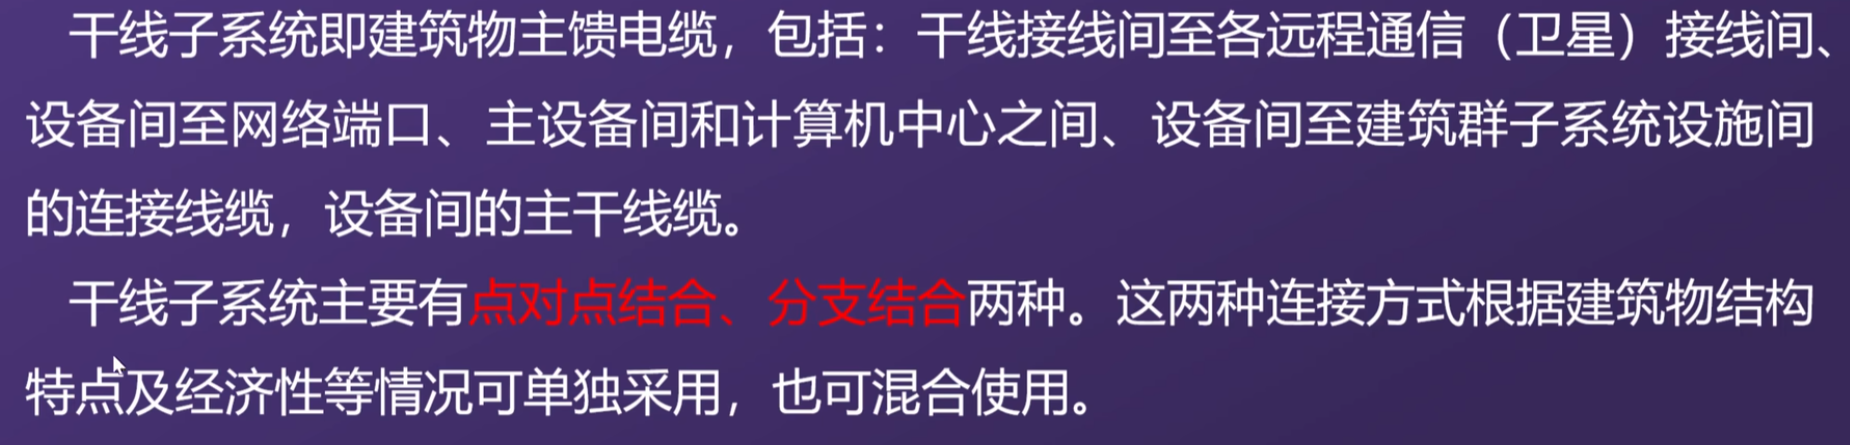 干线子系统即建筑物主馈电缆，包括：干线接线间至各远程通信（卫星）接线间、
设备间至网络端口、主设备间和计算机中心之间、设备间至建筑群子系统设施间
的连接线缆，设备间的主干线缆。
干线子系统主要有点对点结合、分支结合两种。这两种连接方式根据建筑物结构
特点及经济性等情况可单独采用，也可混合使用。